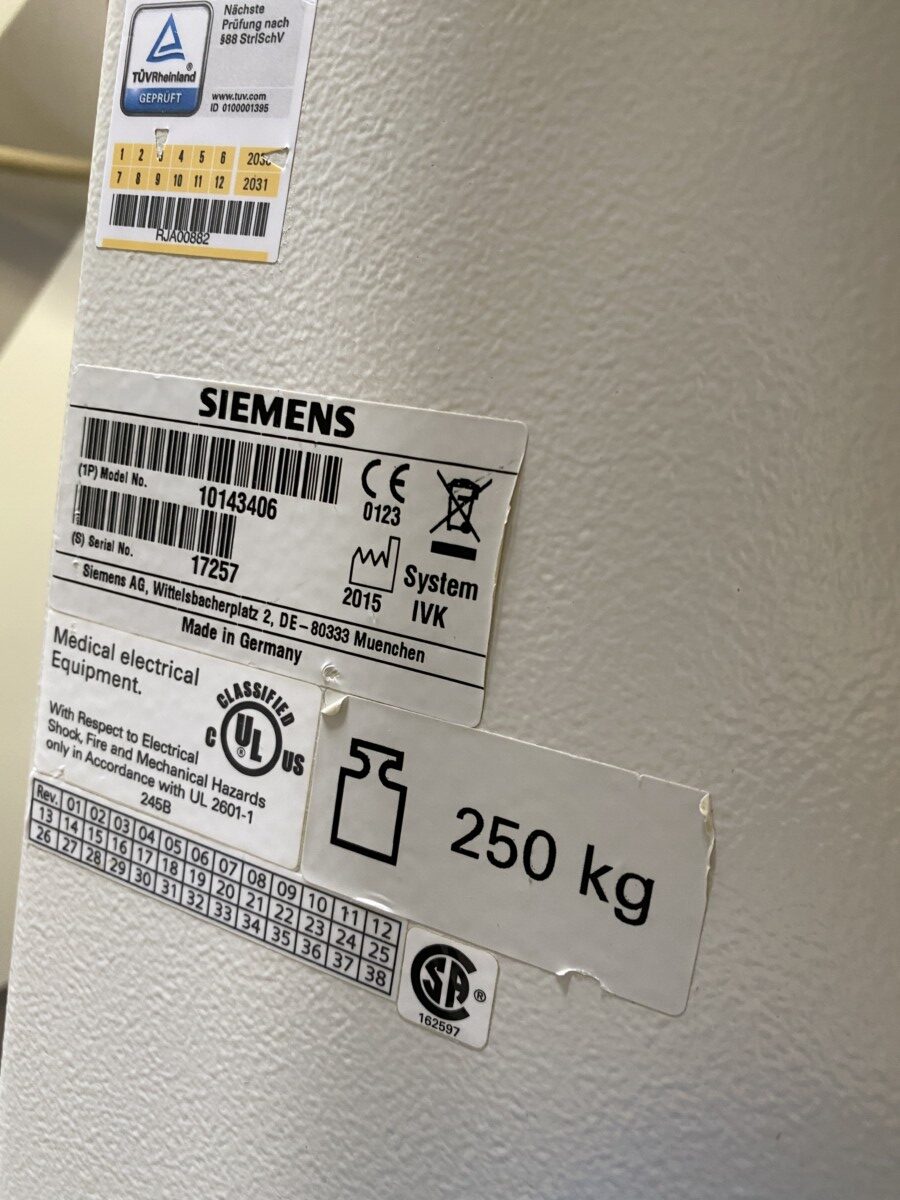 Nächste
Prüfung nach
§88 StrlSchV
TÜVRheinland®
GEPRÜFT
www.tuv.com
ID 0100001395
1 2 3 4 5 6 2030
7 8 9 10 11 12 2031
RJA00882
SIEMENS
(1P) Model No.
10143406
(S) Serial No.
17257
CE
0123
2015
System
IVK
Siemens AG, Wittelsbacherplatz 2, DE–80333 Muenchen
Made in Germany
Medical electrical
Equipment.
CLASSIFIED
C UL® US
With Respect to Electrical
Shock, Fire and Mechanical Hazards
only in Accordance with UL 2601-1
245B
Rev. 01 02 03 04 05 06 07 08 09 10 11 12
13 14 15 16 17 18 19 20 21 22 23 24 25
26 27 28 29 30 31 32 33 34 35 36 37 38
250 kg
SA®
162597